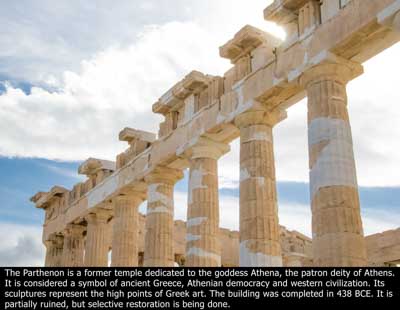 The Parthenon is a former temple dedicated to the goddess Athena, the patron deity of Athens.
It is considered a symbol of ancient Greece, Athenian democracy and western civilization. Its
sculptures represent the high points of Greek art. The building was completed in 438 BCE. It is
partially ruined, but selective restoration is being done.